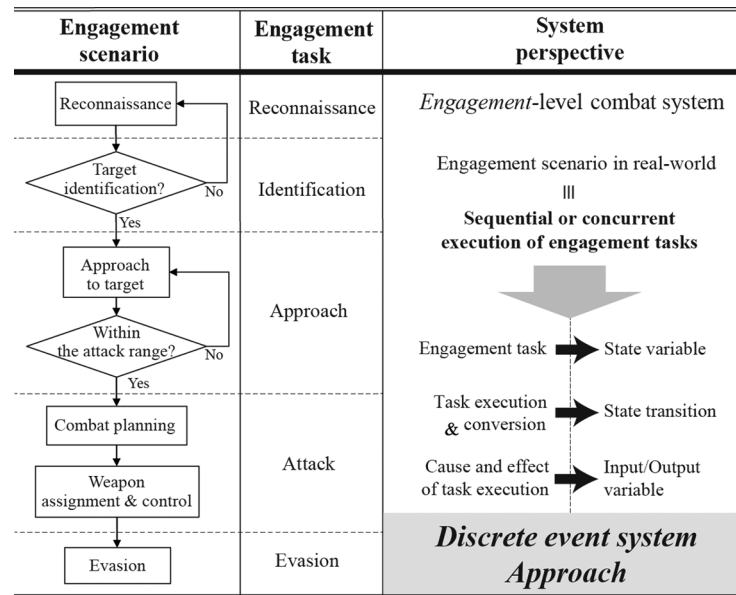 Engagement
scenario
Engagement
task
System
perspective
Reconnaissance
Target
identification?
No
Yes
Approach
to target
Within
the attack range?
No
Yes
Combat planning
Weapon
assignment & control
Evasion
Reconnaissance
Identification
Approach
Attack
Evasion
Engagement-level combat system
Engagement scenario in real-world
≡
Sequential or concurrent
execution of engagement tasks
Engagement task
State variable
Task execution
& conversion
State transition
Cause and effect
of task execution
Input/Output
variable
Discrete event system
Approach